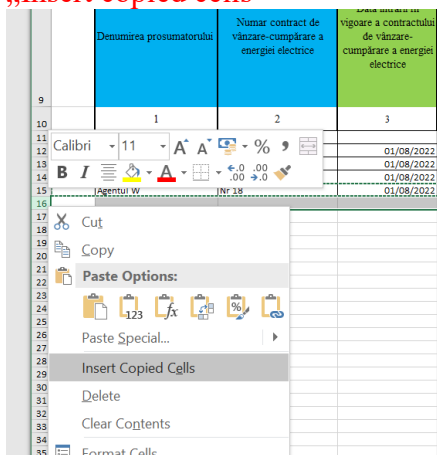 „Insert copied cells"
Data intrării în
Numar contract de
vigoare a contractului
Denumirea prosumatorului
vânzare-cumpărare a
de vânzare-
energiei electrice
cumpărare a energiei
electrice
9
10 1 2 3
11
Calibri 11 A A % ,
12 01/08/2022
13 01/08/2022
B I A
14 01/08/2022
15 Agentul W Nr 18 01/08/2022
16
17 Cut
18
19 Copy
20
21 Paste Options:
22
23
24 123 fx %
25
26 Paste Special...
27
28 Insert Copied Cells
29
30 Delete
31
32 Clear Contents
33
34
35 Format Cells